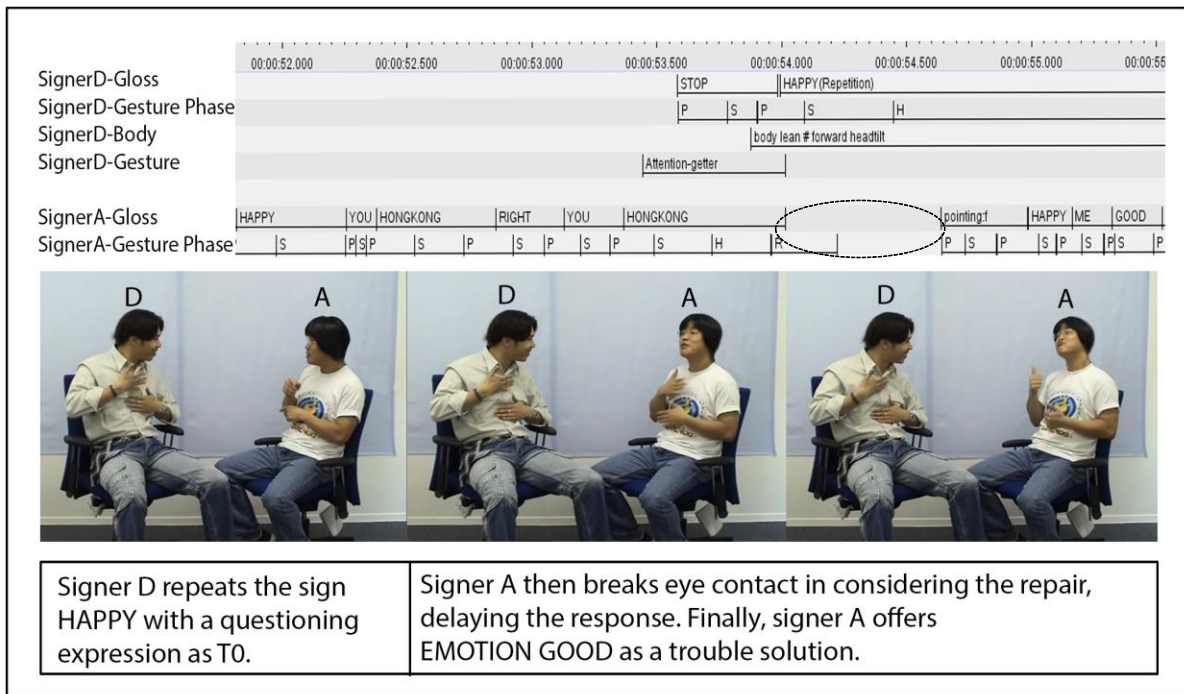 00:00:52.000 00:00:52.500 00:00:53.000 00:00:53.500 00:00:54.000 00:00:54.500 00:00:55.000 00:00:55
SignerD-Gloss STOP HAPPY(Repetition)
SignerD-Gesture Phase P S P S H
SignerD-Body body lean # forward headtilt
SignerD-Gesture Attention-getter
SignerA-Gloss HAPPY YOU HONGKONG RIGHT YOU HONGKONG pointing:f HAPPY ME GOOD
SignerA-Gesture Phase S P S P S P S P S P S H R P S P S P S P S P
D A D A D A
Signer D repeats the sign
HAPPY with a questioning
expression as T0.
Signer A then breaks eye contact in considering the repair,
delaying the response. Finally, signer A offers
EMOTION GOOD as a trouble solution.